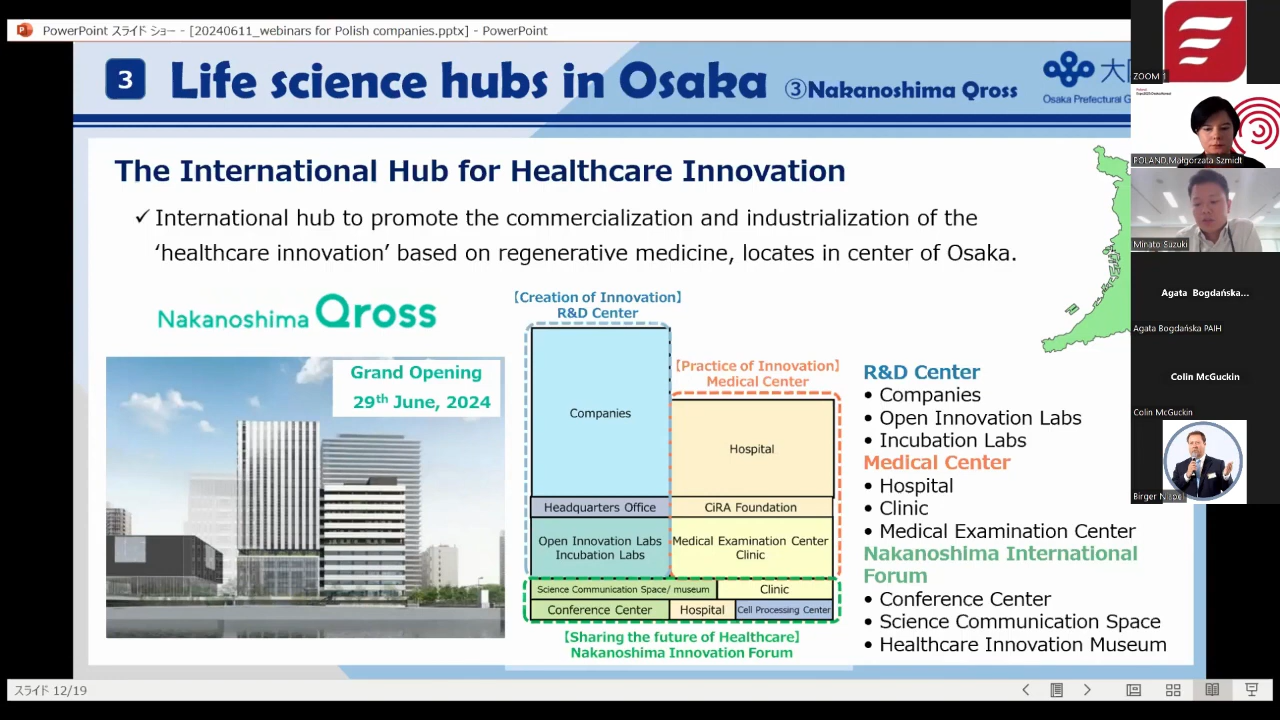 PowerPoint スライド ショー - [20240611_webinars for Polish companies.pptx] - PowerPoint
3
Life science hubs in Osaka ③Nakanoshima Qross
Osaka Prefectural G
The International Hub for Healthcare Innovation
✓ International hub to promote the commercialization and industrialization of the
‘healthcare innovation’ based on regenerative medicine, locates in center of Osaka.
Nakanoshima Qross
Grand Opening
29th June, 2024
【Creation of Innovation】
R&D Center
【Practice of Innovation】
Medical Center
Companies
Hospital
Headquarters Office
CiRA Foundation
Open Innovation Labs
Incubation Labs
Medical Examination Center
Clinic
Science Communication Space/ museum
Clinic
Conference Center
Hospital
Cell Processing Center
【Sharing the future of Healthcare】
Nakanoshima Innovation Forum
R&D Center
• Companies
• Open Innovation Labs
• Incubation Labs
Medical Center
• Hospital
• Clinic
• Medical Examination Center
Nakanoshima International
Forum
• Conference Center
• Science Communication Space
• Healthcare Innovation Museum
ZOOM 1
POLAND Małgorzata Szmidt
Minato Suzuki
Agata Bogdańska...
Agata Bogdańska PAIH
Colin McGuckin
Colin McGuckin
Birger
スライド 12/19